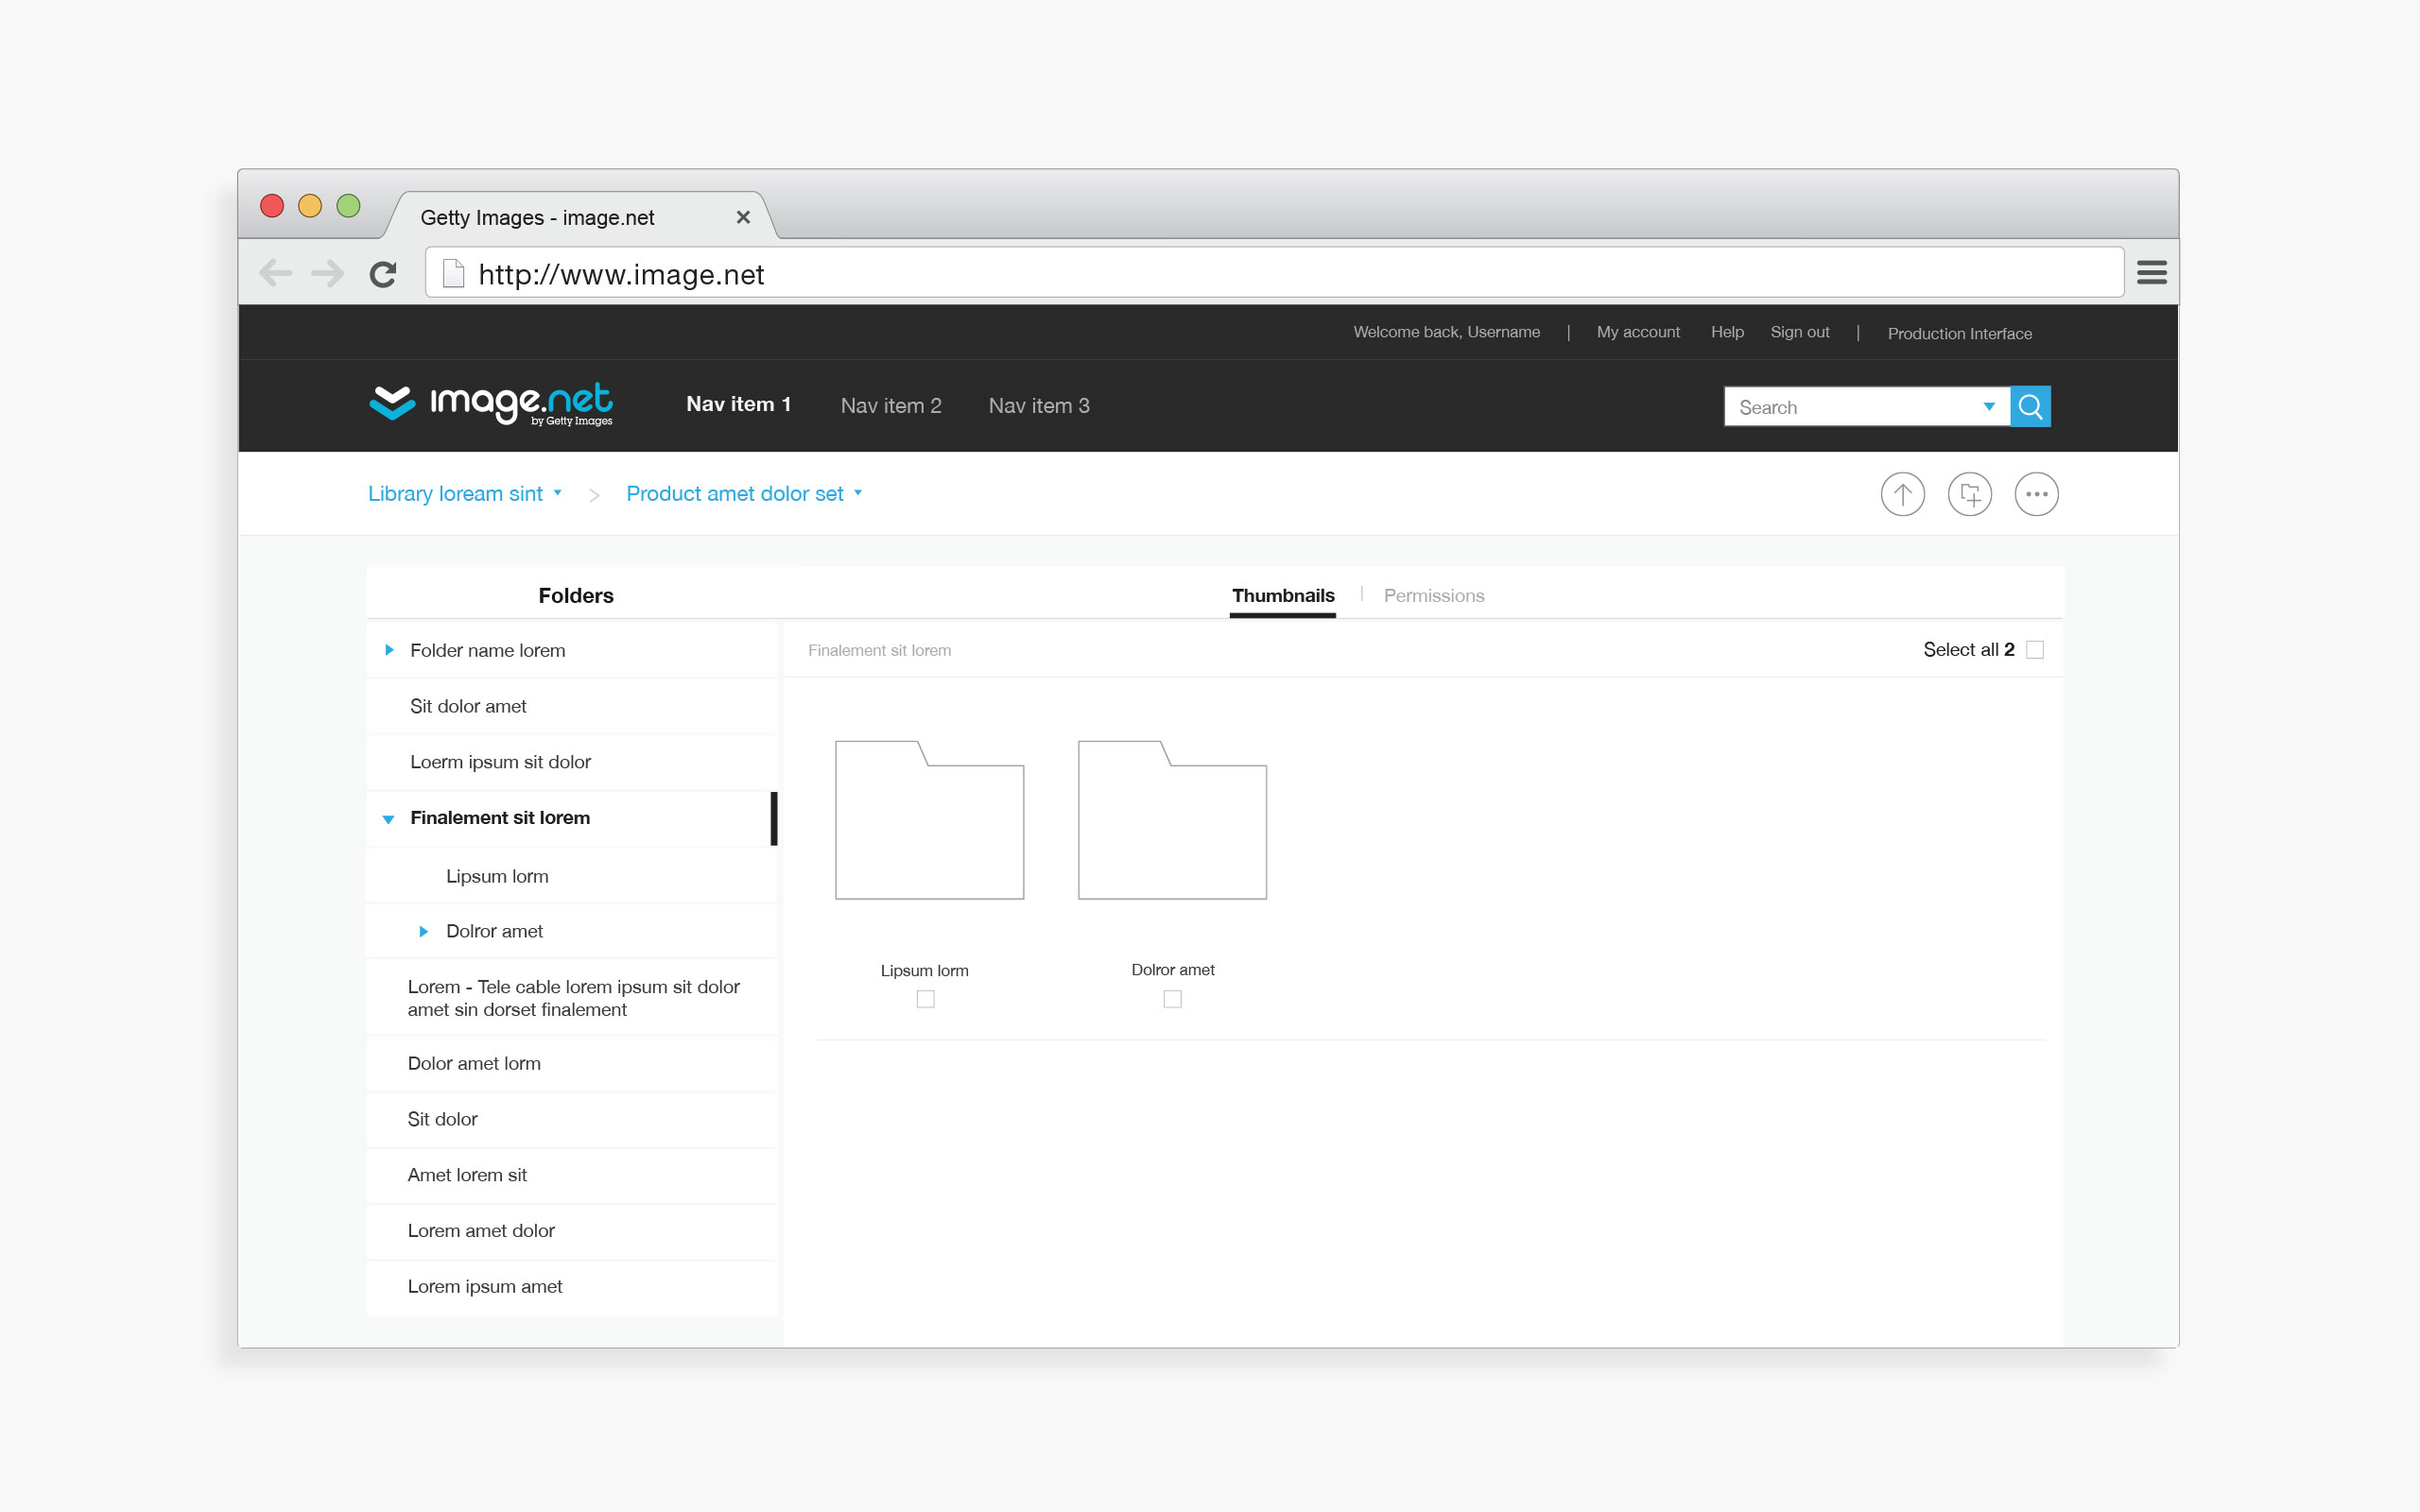 Getty Images - image.net
http://www.image.net
Welcome back, Username | My account Help Sign out | Production Interface
image.net
by Getty Images
Nav item 1 Nav item 2 Nav item 3
Search
Library loream sint > Product amet dolor set
Folders
Thumbnails | Permissions
Folder name lorem
Sit dolor amet
Loerm ipsum sit dolor
Finalement sit lorem
Lipsum lorm
Dolror amet
Lorem - Tele cable lorem ipsum sit dolor
amet sin dorset finalement
Dolor amet lorm
Sit dolor
Amet lorem sit
Lorem amet dolor
Lorem ipsum amet
Finalement sit lorem
Select all 2
Lipsum lorm
Dolror amet